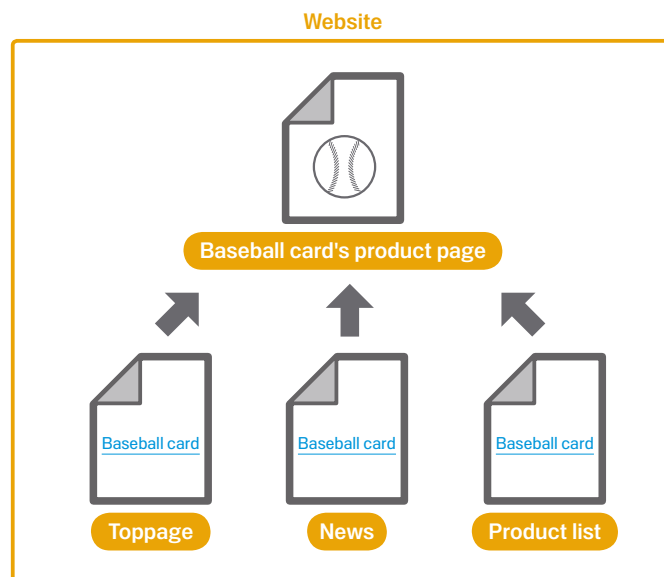 Website
Baseball card's product page
Baseball card
Baseball card
Baseball card
Toppage
News
Product list